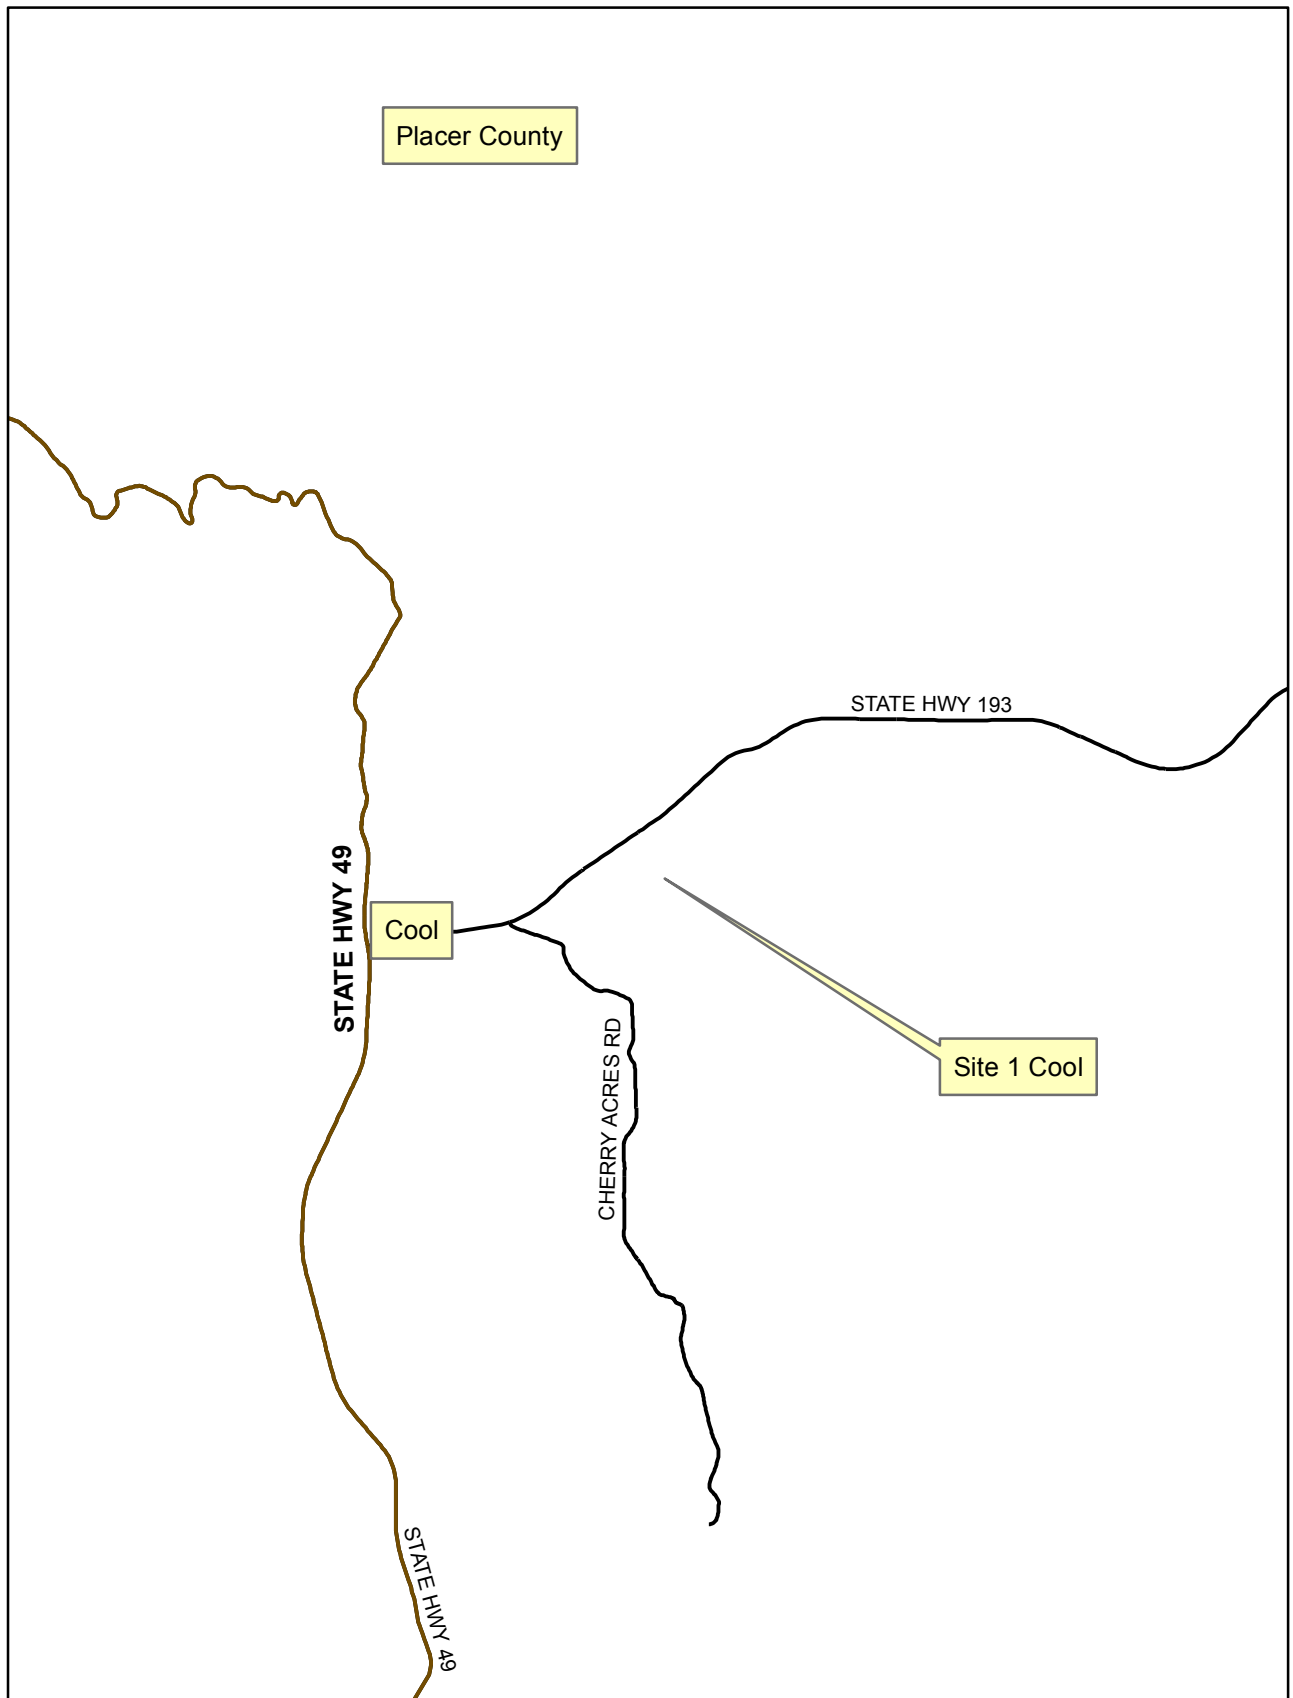 Placer County
STATE HWY 193
STATE HWY 49
Cool
CHERRY ACRES RD
Site 1 Cool
STATE HWY 49